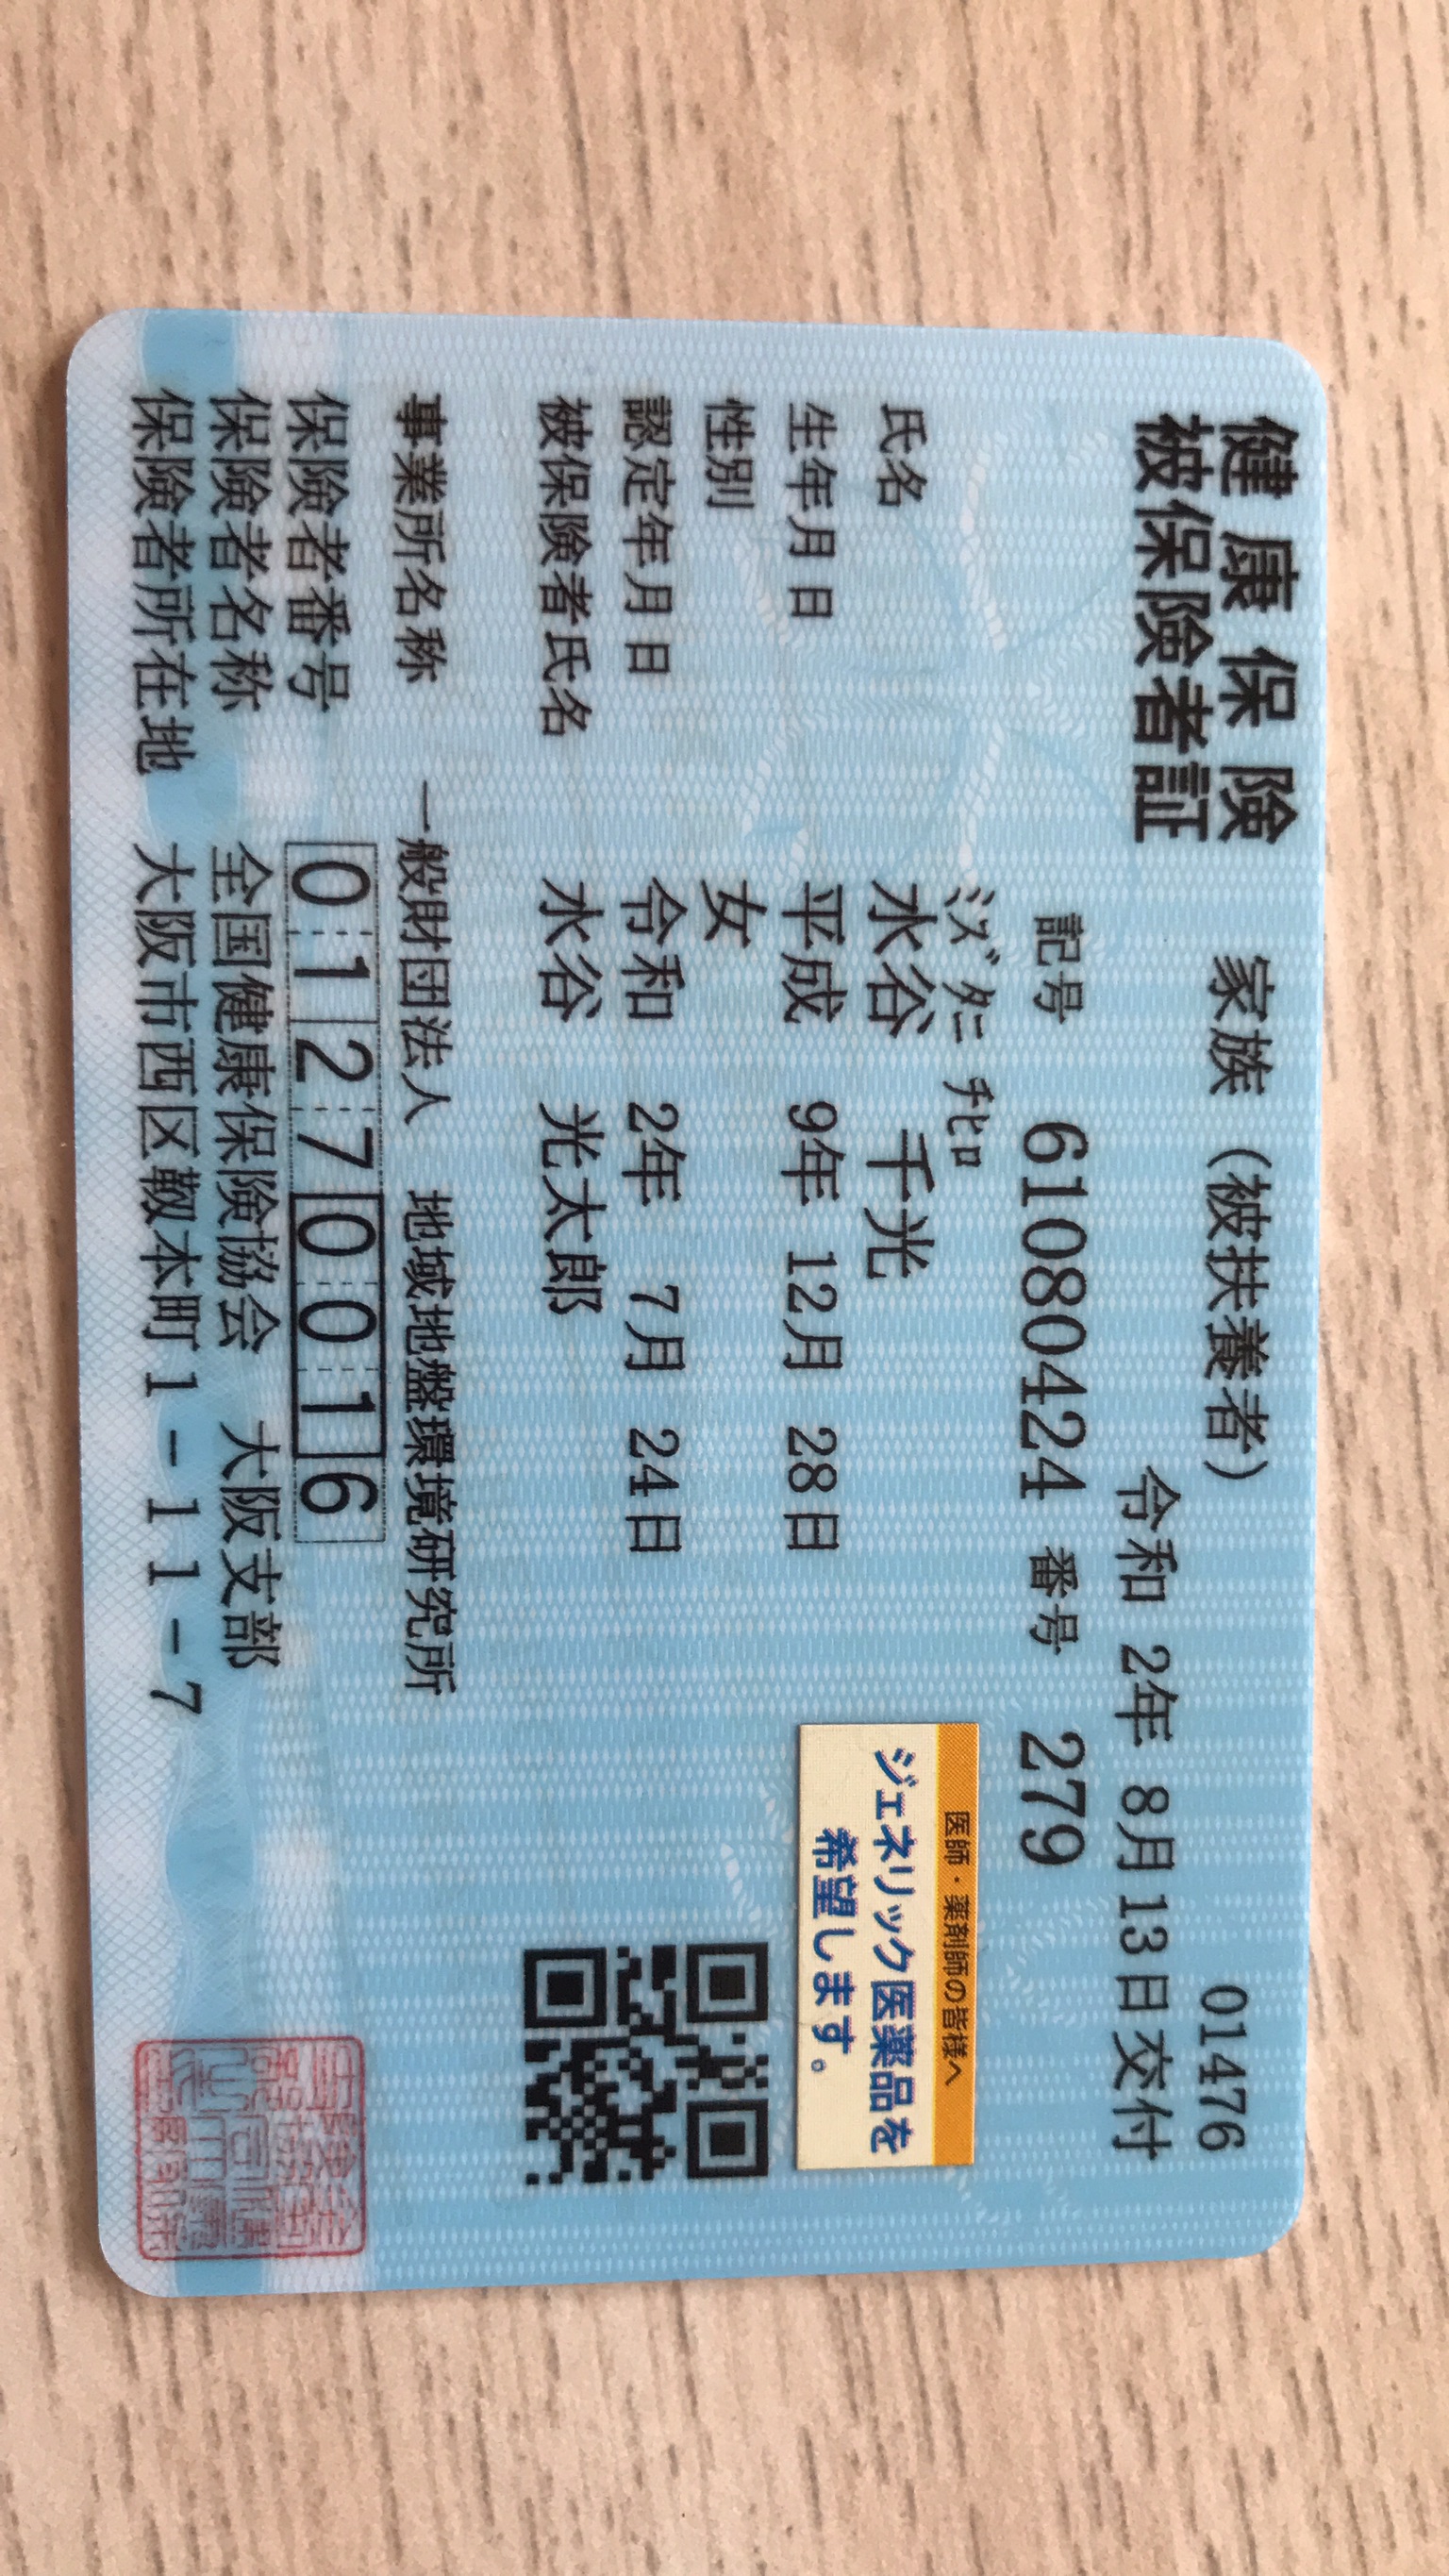 健康保険
被保険者証
家族（被扶養者）
01476
令和 2年 8月 13日 交付
記号 61080424 番号 279
ﾐｽﾞﾀﾆ ﾁﾋﾛ
氏名 水谷 千光
生年月日 平成 9年 12月 28日
性別 女
認定年月日 令和 2年 7月 24日
被保険者氏名 水谷 光太郎
医師・薬剤師の皆様へ
ジェネリック医薬品を
希望します。
事業所名称 一般財団法人 地域地盤環境研究所
保険者番号 01270016
保険者名称 全国健康保険協会 大阪支部
保険者所在地 大阪市西区靱本町1-11-7